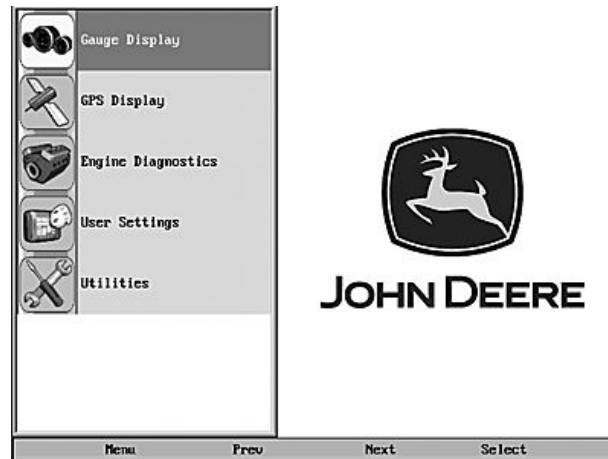 Gauge Display
GPS Display
Engine Diagnostics
User Settings
Utilities
JOHN DEERE
Menu Prev Next Select